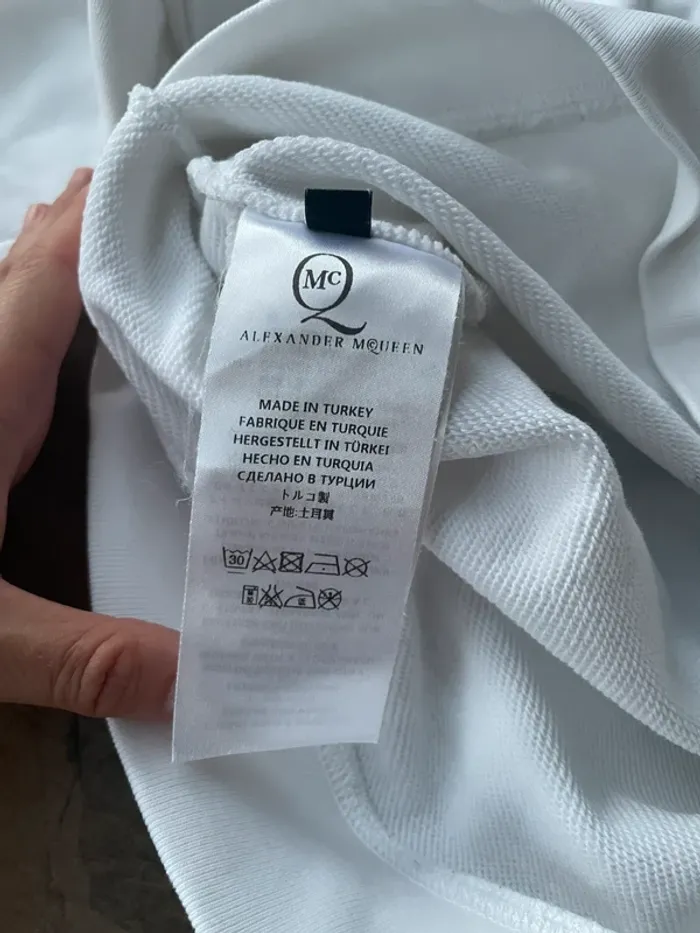 McQ
ALEXANDER McQUEEN
MADE IN TURKEY
FABRIQUE EN TURQUIE
HERGESTELLT IN TÜRKEI
HECHO EN TURQUIA
СДЕЛАНО В ТУРЦИИ
トルコ製
产地:土耳其
30